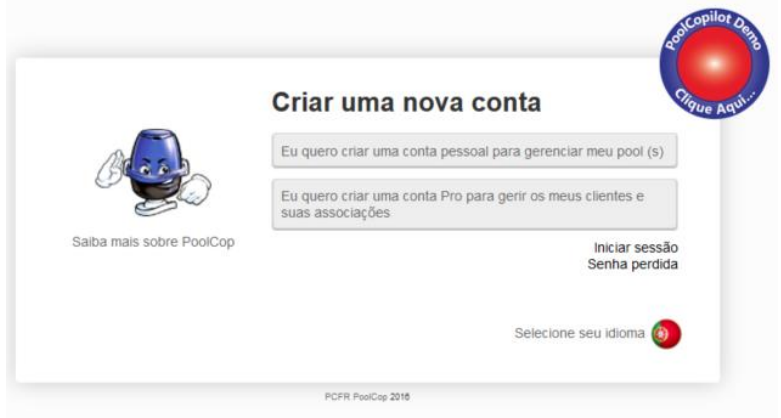 PoolCopilot Demo
Clique Aqui...
Criar uma nova conta
Eu quero criar uma conta pessoal para gerenciar meu pool (s)
Eu quero criar uma conta Pro para gerir os meus clientes e
suas associações
Saiba mais sobre PoolCop
Iniciar sessão
Senha perdida
Selecione seu idioma
PCFR PoolCop 2016